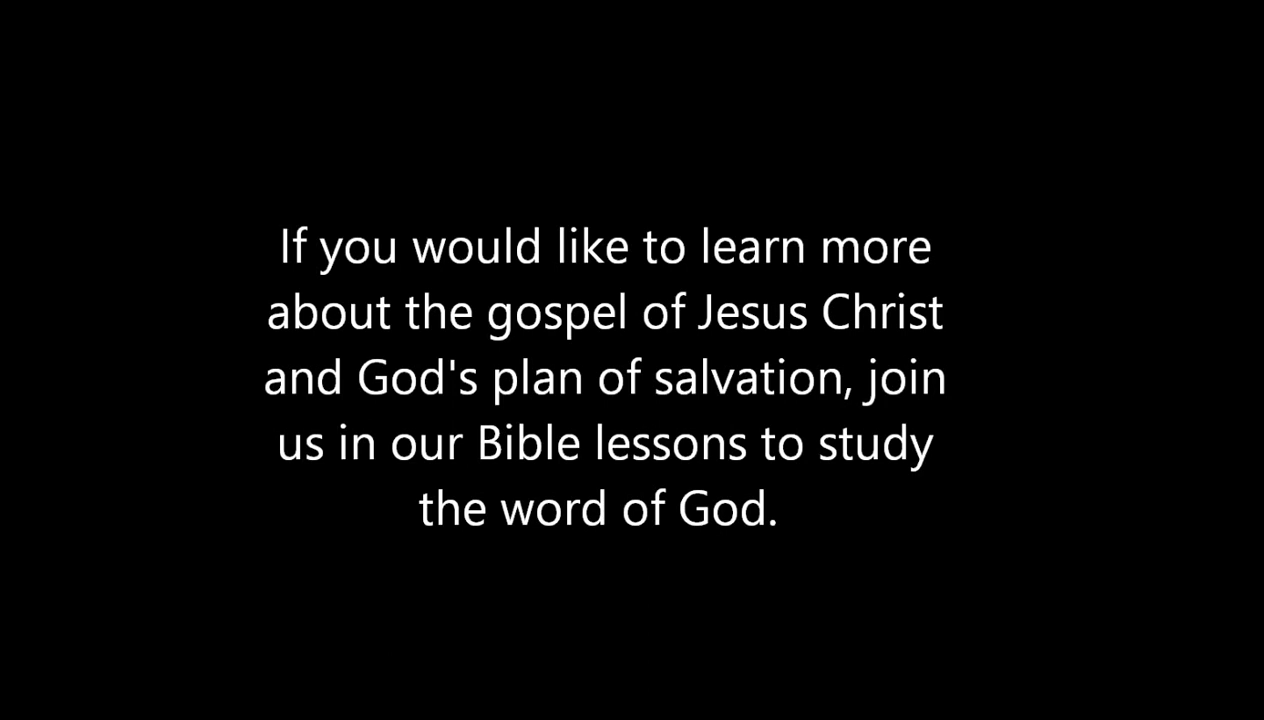 If you would like to learn more
about the gospel of Jesus Christ
and God's plan of salvation, join
us in our Bible lessons to study
the word of God.